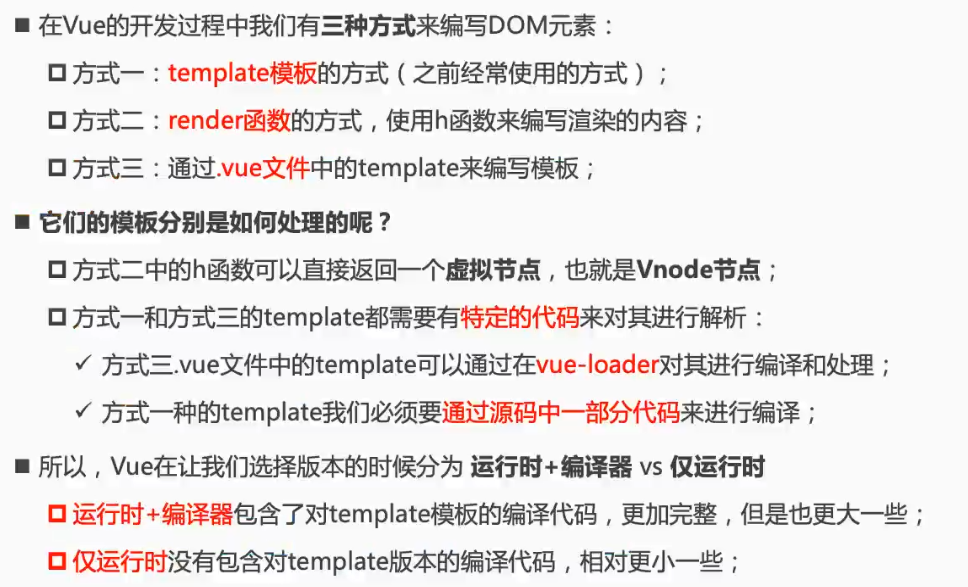 ■ 在Vue的开发过程中我们有三种方式来编写DOM元素：
□ 方式一：template模板的方式（之前经常使用的方式）；
□ 方式二：render函数的方式，使用h函数来编写渲染的内容；
□ 方式三：通过.vue文件中的template来编写模板；
■ 它们的模板分别是如何处理的呢？
□ 方式二中的h函数可以直接返回一个虚拟节点，也就是Vnode节点；
□ 方式一和方式三的template都需要有特定的代码来对其进行解析：
✓ 方式三.vue文件中的template可以通过在vue-loader对其进行编译和处理；
✓ 方式一种的template我们必须要通过源码中一部分代码来进行编译；
■ 所以，Vue在让我们选择版本的时候分为 运行时+编译器 vs 仅运行时
□ 运行时+编译器包含了对template模板的编译代码，更加完整，但是也更大一些；
□ 仅运行时没有包含对template版本的编译代码，相对更小一些；